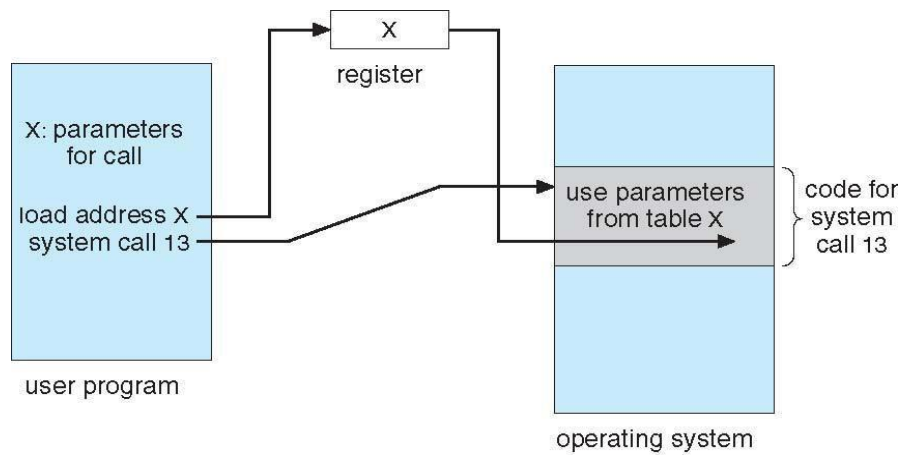 X
register
X: parameters
for call
load address X
system call 13
use parameters
from table X
code for
system
call 13
user program
operating system